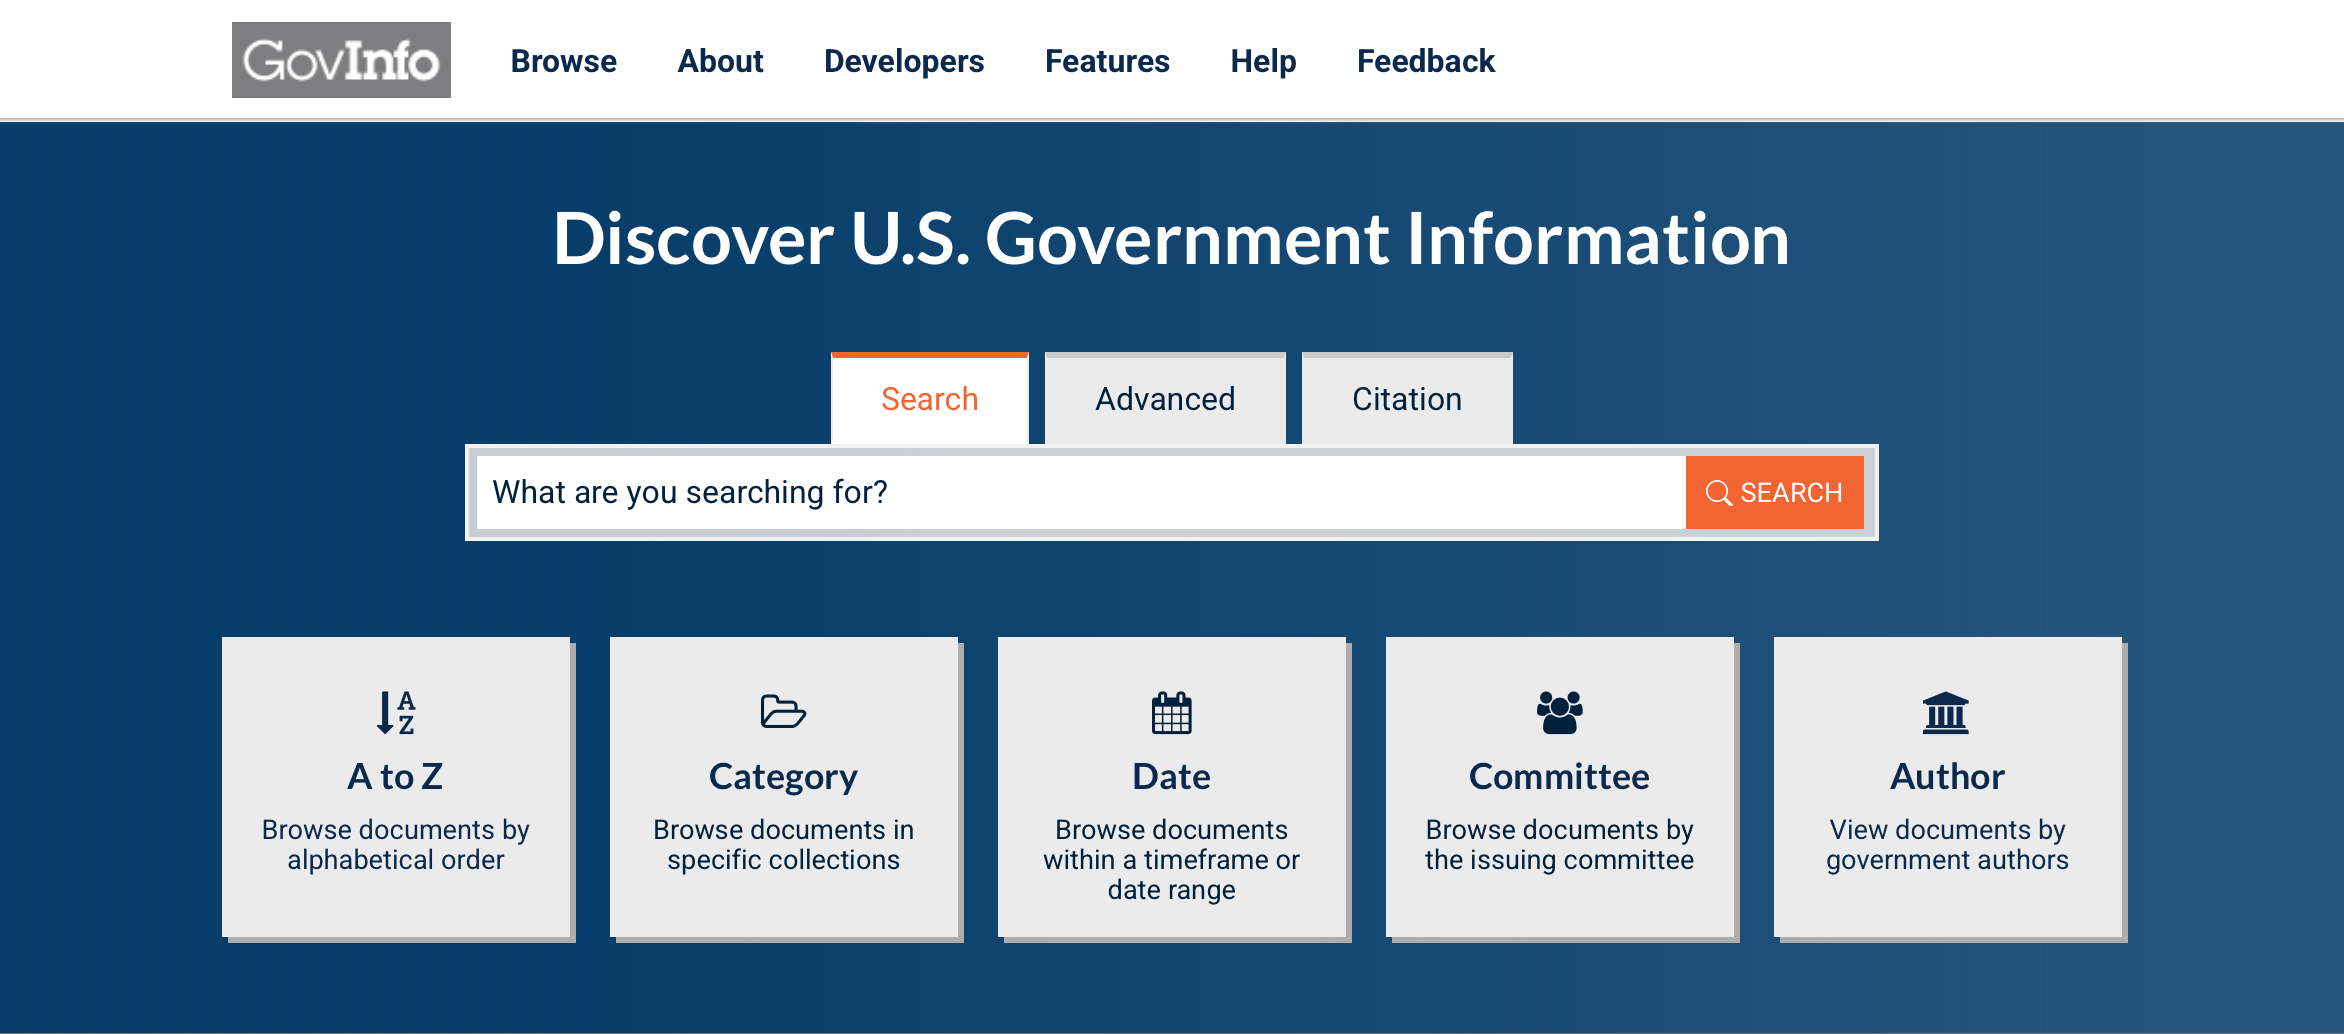 GovInfo
Browse
About
Developers
Features
Help
Feedback
Discover U.S. Government Information
Search
Advanced
Citation
What are you searching for?
SEARCH
A
Z
A to Z
Browse documents by
alphabetical order
Category
Browse documents in
specific collections
Date
Browse documents
within a timeframe or
date range
Committee
Browse documents by
the issuing committee
Author
View documents by
government authors